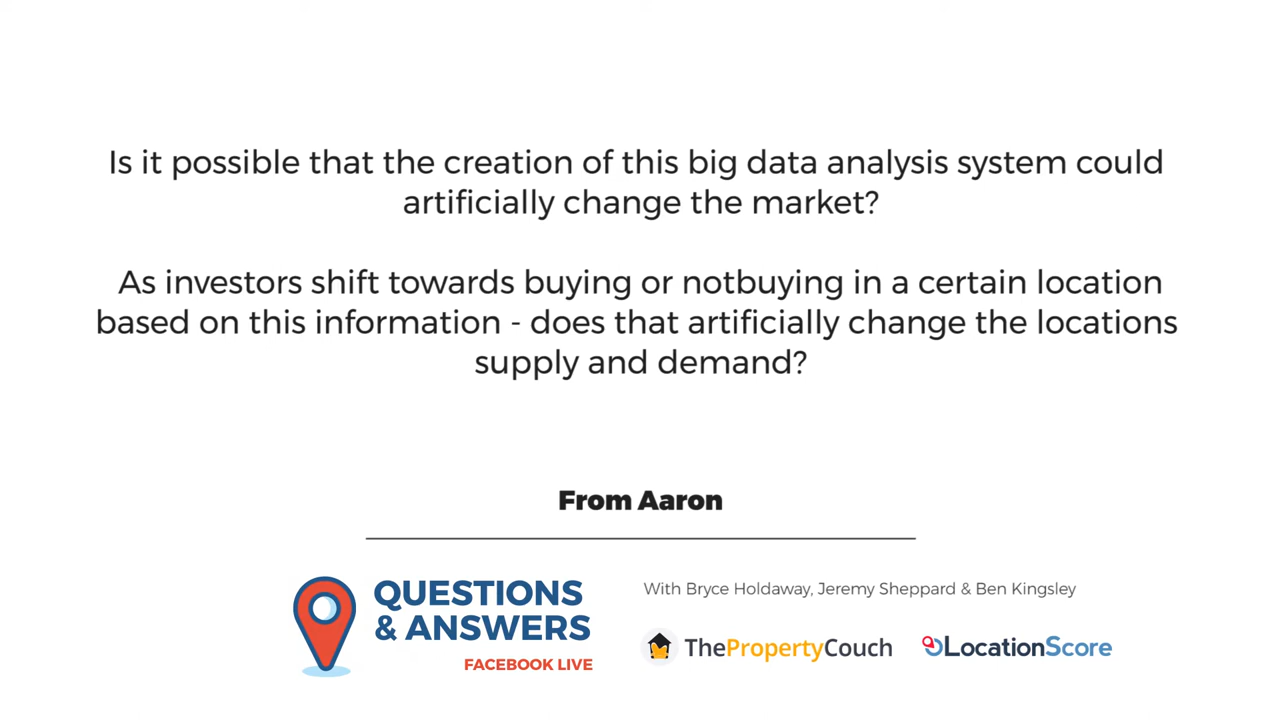 Is it possible that the creation of this big data analysis system could
artificially change the market?
As investors shift towards buying or notbuying in a certain location
based on this information - does that artificially change the locations
supply and demand?
From Aaron
QUESTIONS
& ANSWERS
FACEBOOK LIVE
With Bryce Holdaway, Jeremy Sheppard & Ben Kingsley
ThePropertyCouch
LocationScore